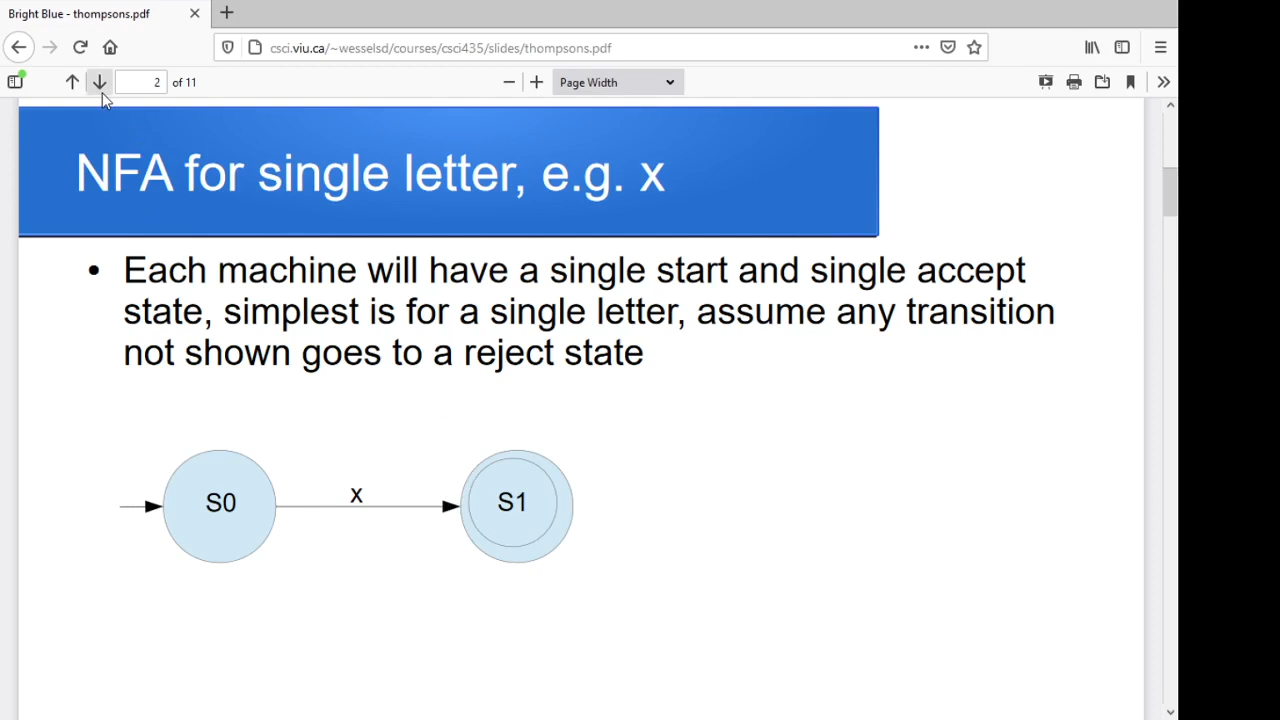 Bright Blue - thompsons.pdf
csci.viu.ca/~wesselsd/courses/csci435/slides/thompsons.pdf
2 of 11
Page Width
NFA for single letter, e.g. x
• Each machine will have a single start and single accept
state, simplest is for a single letter, assume any transition
not shown goes to a reject state
S0
x
S1